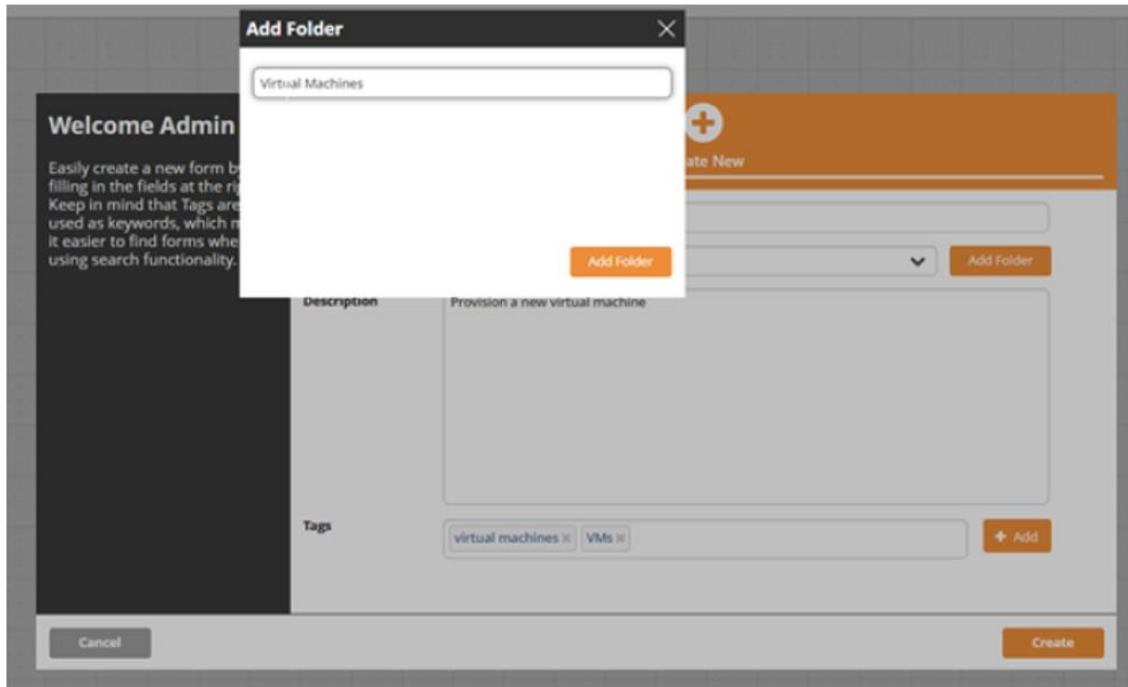 Add Folder
Virtual Machines
Add Folder
Welcome Admin
Easily create a new form b
filling in the fields at the rig
Keep in mind that Tags are
used as keywords, which m
it easier to find forms whe
using search functionality.
ate New
Add Folder
Description
Provision a new virtual machine
Tags
virtual machines
VMs
+ Add
Cancel
Create